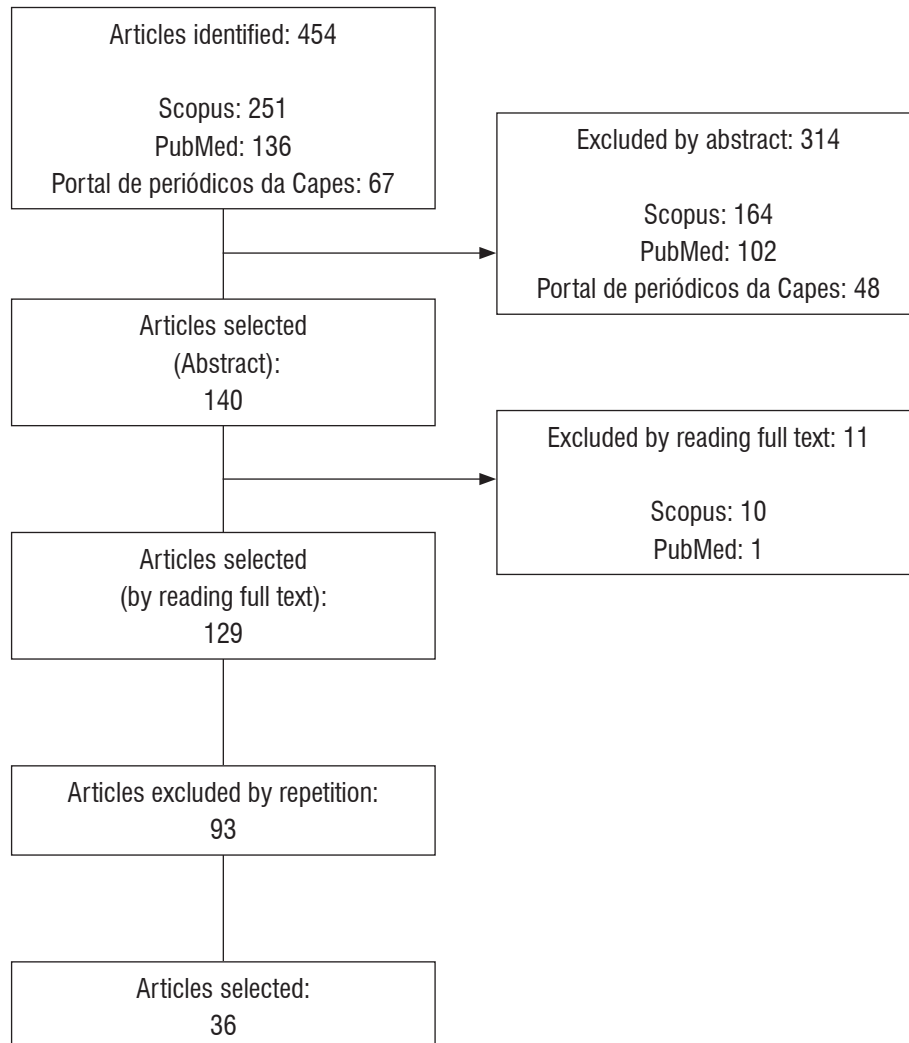 Articles identified: 454
Scopus: 251
PubMed: 136
Portal de periódicos da Capes: 67
Excluded by abstract: 314
Scopus: 164
PubMed: 102
Portal de periódicos da Capes: 48
Articles selected
(Abstract):
140
Excluded by reading full text: 11
Scopus: 10
PubMed: 1
Articles selected
(by reading full text):
129
Articles excluded by repetition:
93
Articles selected:
36